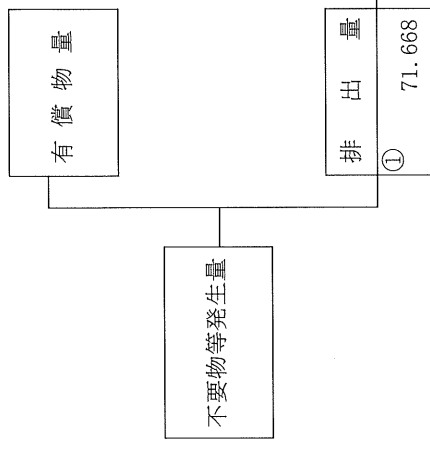 有償物量
不要物等発生量
排出量
①
71.668